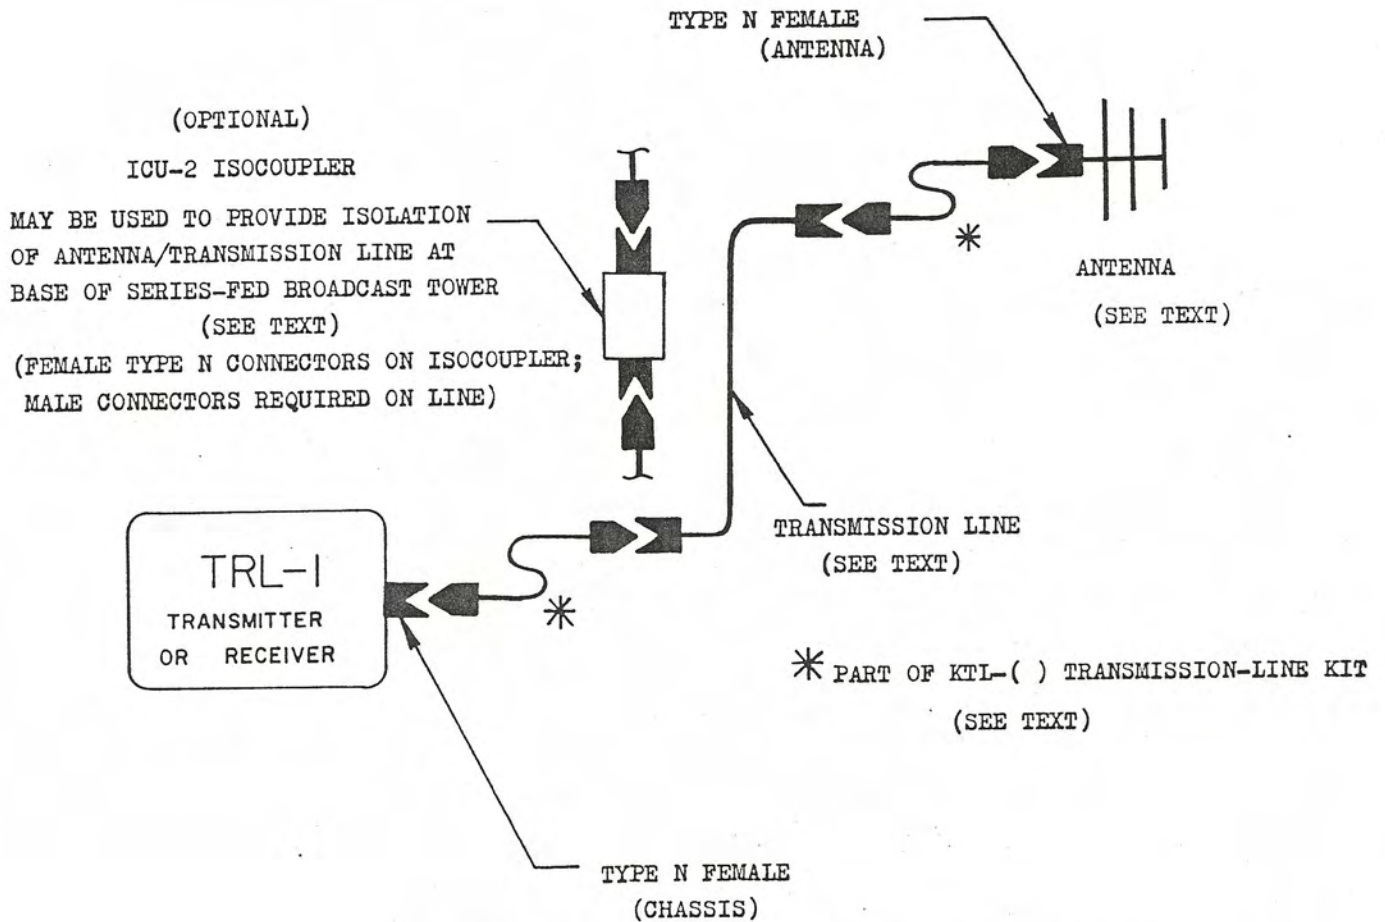 TYPE N FEMALE
(ANTENNA)
(OPTIONAL)
ICU-2 ISOCOUPLER
MAY BE USED TO PROVIDE ISOLATION
OF ANTENNA/TRANSMISSION LINE AT
BASE OF SERIES-FED BROADCAST TOWER
(SEE TEXT)
(FEMALE TYPE N CONNECTORS ON ISOCOUPLER;
MALE CONNECTORS REQUIRED ON LINE)
*
ANTENNA
(SEE TEXT)
TRANSMISSION LINE
(SEE TEXT)
TRL-1
TRANSMITTER
OR RECEIVER
*
* PART OF KTL-( ) TRANSMISSION-LINE KIT
(SEE TEXT)
TYPE N FEMALE
(CHASSIS)